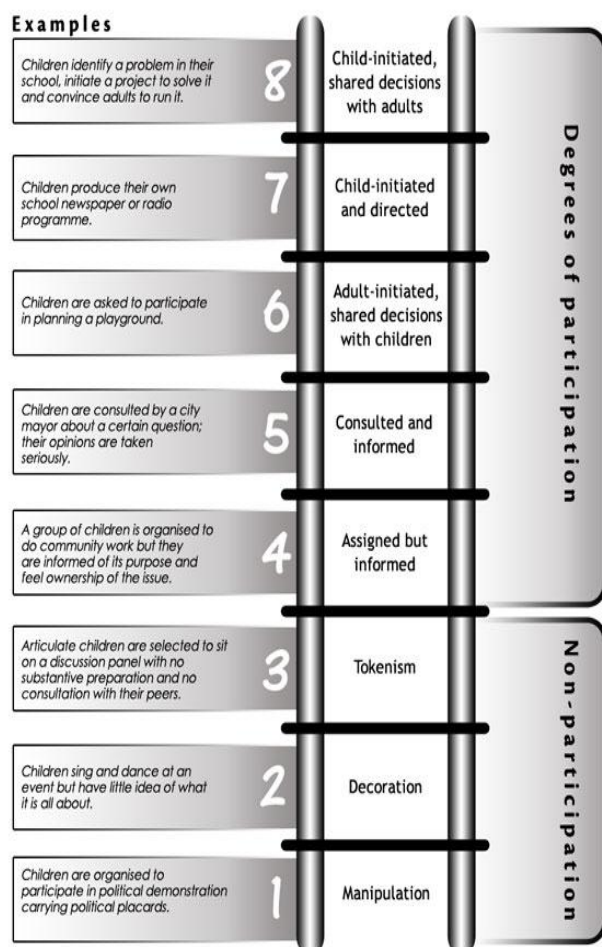 Examples
Children identify a problem in their
school, initiate a project to solve it
and convince adults to run it.
8
Child-initiated,
shared decisions
with adults
Children produce their own
school newspaper or radio
programme.
7
Child-initiated
and directed
Children are asked to participate
in planning a playground.
6
Adult-initiated,
shared decisions
with children
Children are consulted by a city
mayor about a certain question;
their opinions are taken
seriously.
5
Consulted and
informed
A group of children is organised to
do community work but they
are informed of its purpose and
feel ownership of the issue.
4
Assigned but
informed
Degrees of participation
Articulate children are selected to sit
on a discussion panel with no
substantive preparation and no
consultation with their peers.
3
Tokenism
Children sing and dance at an
event but have little idea of what
it is all about.
2
Decoration
Children are organised to
participate in political demonstration
carrying political placards.
1
Manipulation
Non-participation